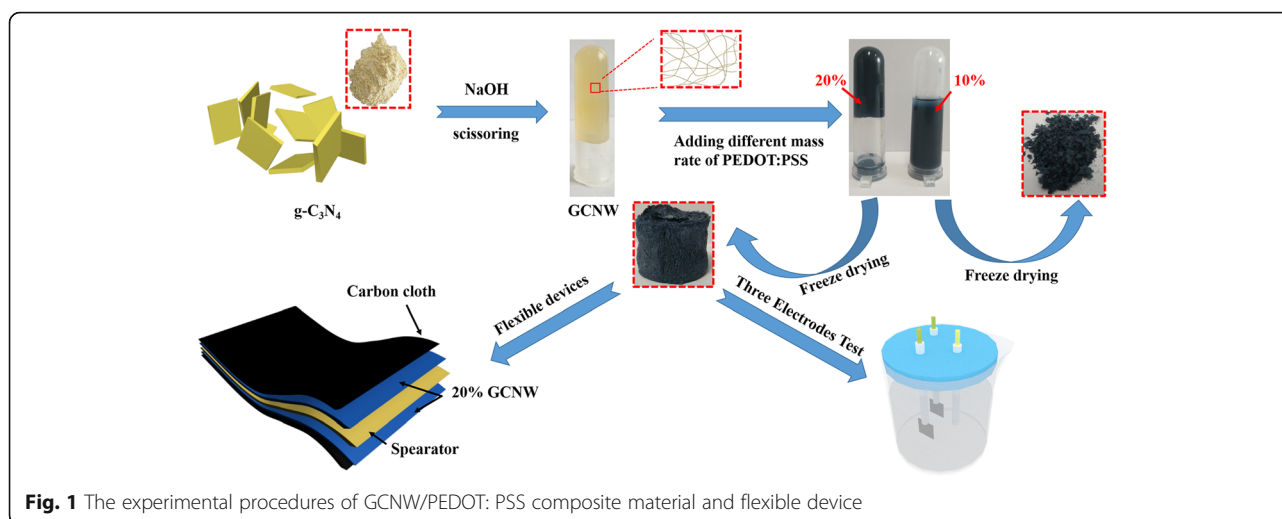 NaOH
scissoring
g-C₃N₄
GCNW
Adding different mass
rate of PEDOT:PSS
20%
10%
Freeze drying
Freeze drying
Flexible devices
Three Electrodes Test
Carbon cloth
20% GCNW
Spearator
Fig. 1 The experimental procedures of GCNW/PEDOT: PSS composite material and flexible device